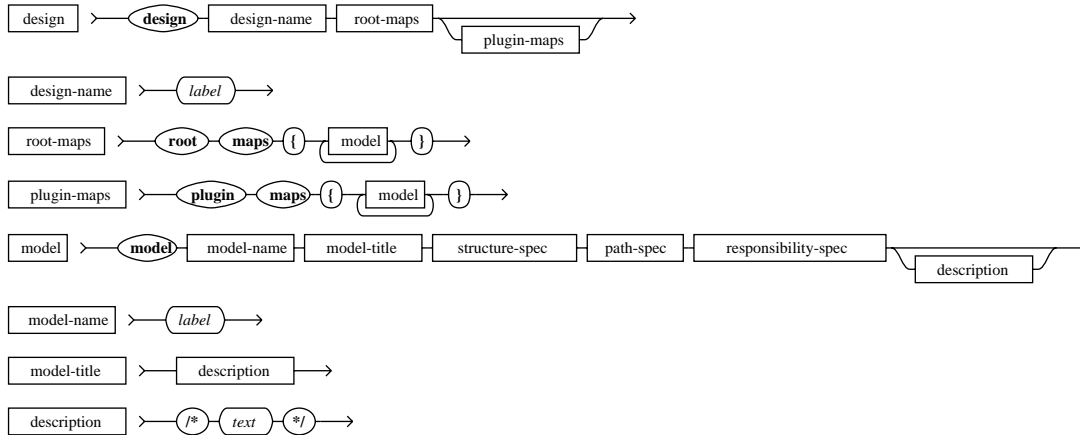 design design design-name root-maps
plugin-maps
design-name label
root-maps root maps { model }
plugin-maps plugin maps { model }
model model model-name model-title structure-spec path-spec responsibility-spec
description
model-name label
model-title description
description /* text */